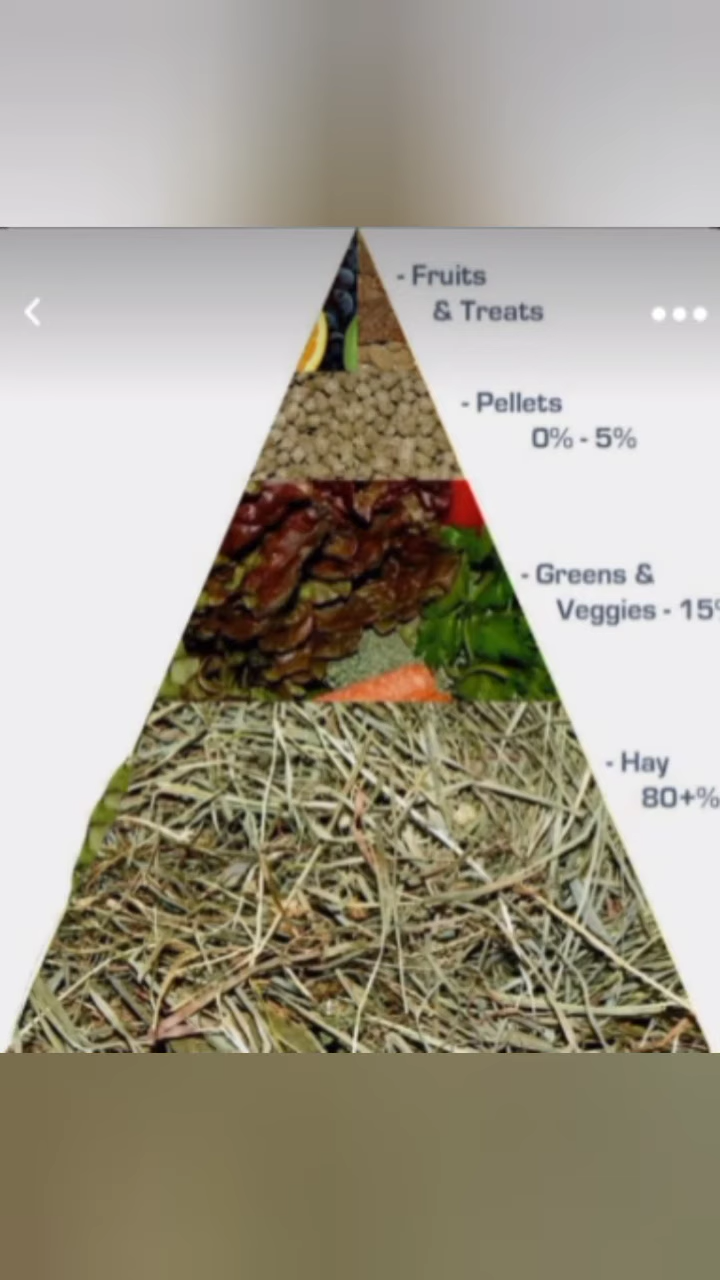 - Fruits
& Treats
- Pellets
0% - 5%
- Greens &
Veggies - 15%
- Hay
80+%